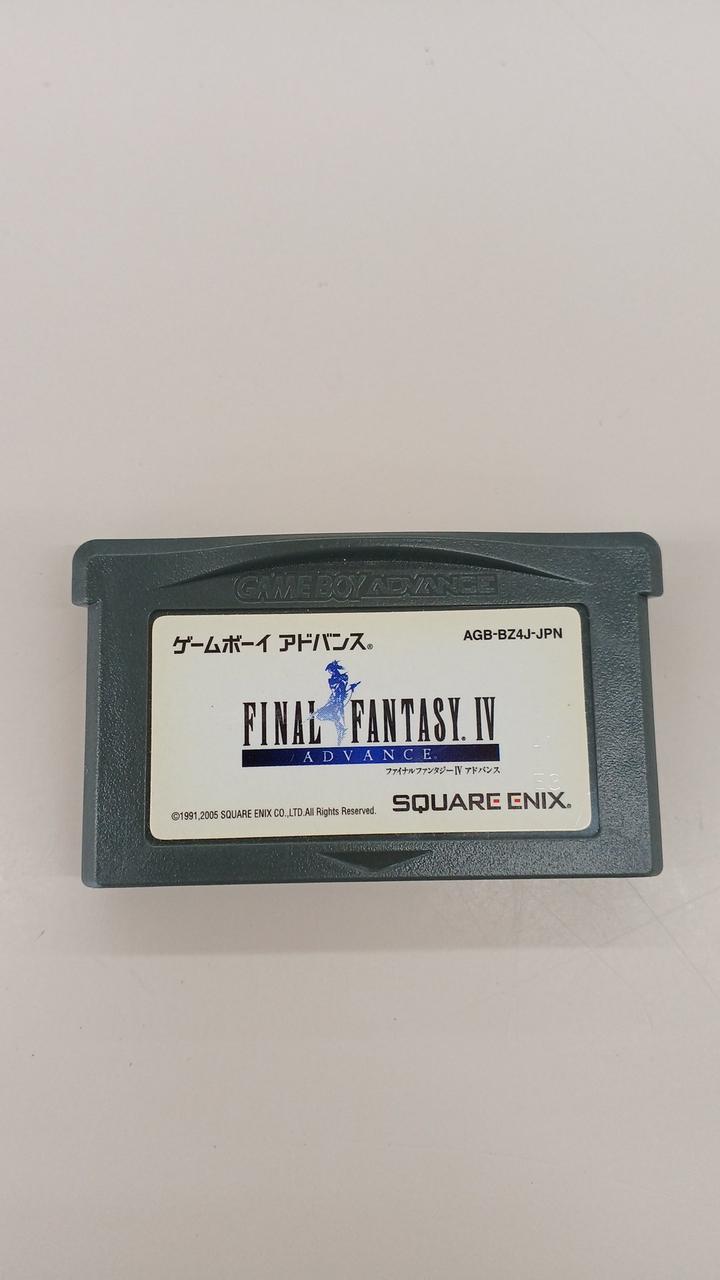 GAME BOY ADVANCE
ゲームボーイ アドバンス®
AGB-BZ4J-JPN
FINAL FANTASY® IV
ADVANCE
ファイナルファンタジーIV アドバンス
©1991,2005 SQUARE ENIX CO.,LTD.All Rights Reserved.
SQUARE ENIX®